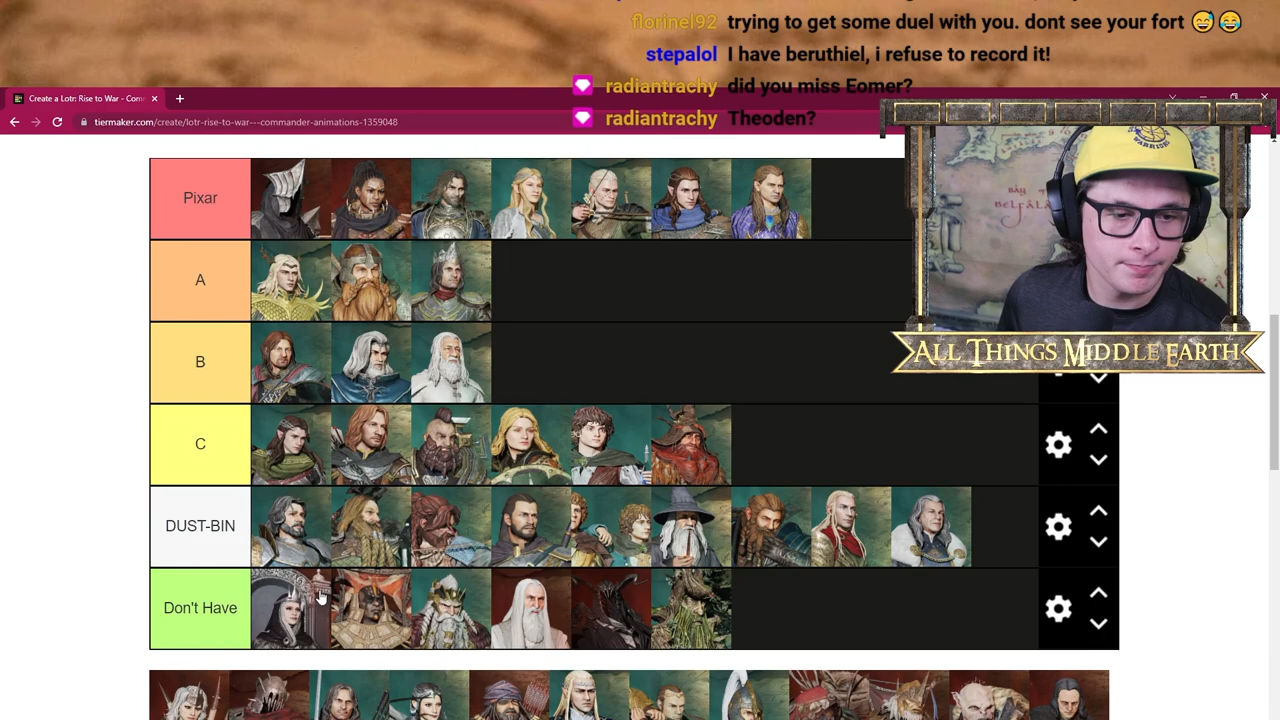 florinel92 trying to get some duel with you. dont see your fort 😅😂
stepalol I have beruthiel, i refuse to record it!
radiantrachy did you miss Eomer?
radiantrachy Theoden?
Create a Lotr: Rise to War - Com
tiermaker.com/create/lotr-rise-to-war---commander-animations-1359048
Pixar
A
B
C
DUST-BIN
Don't Have
ALL THINGS MIDDLE EARTH